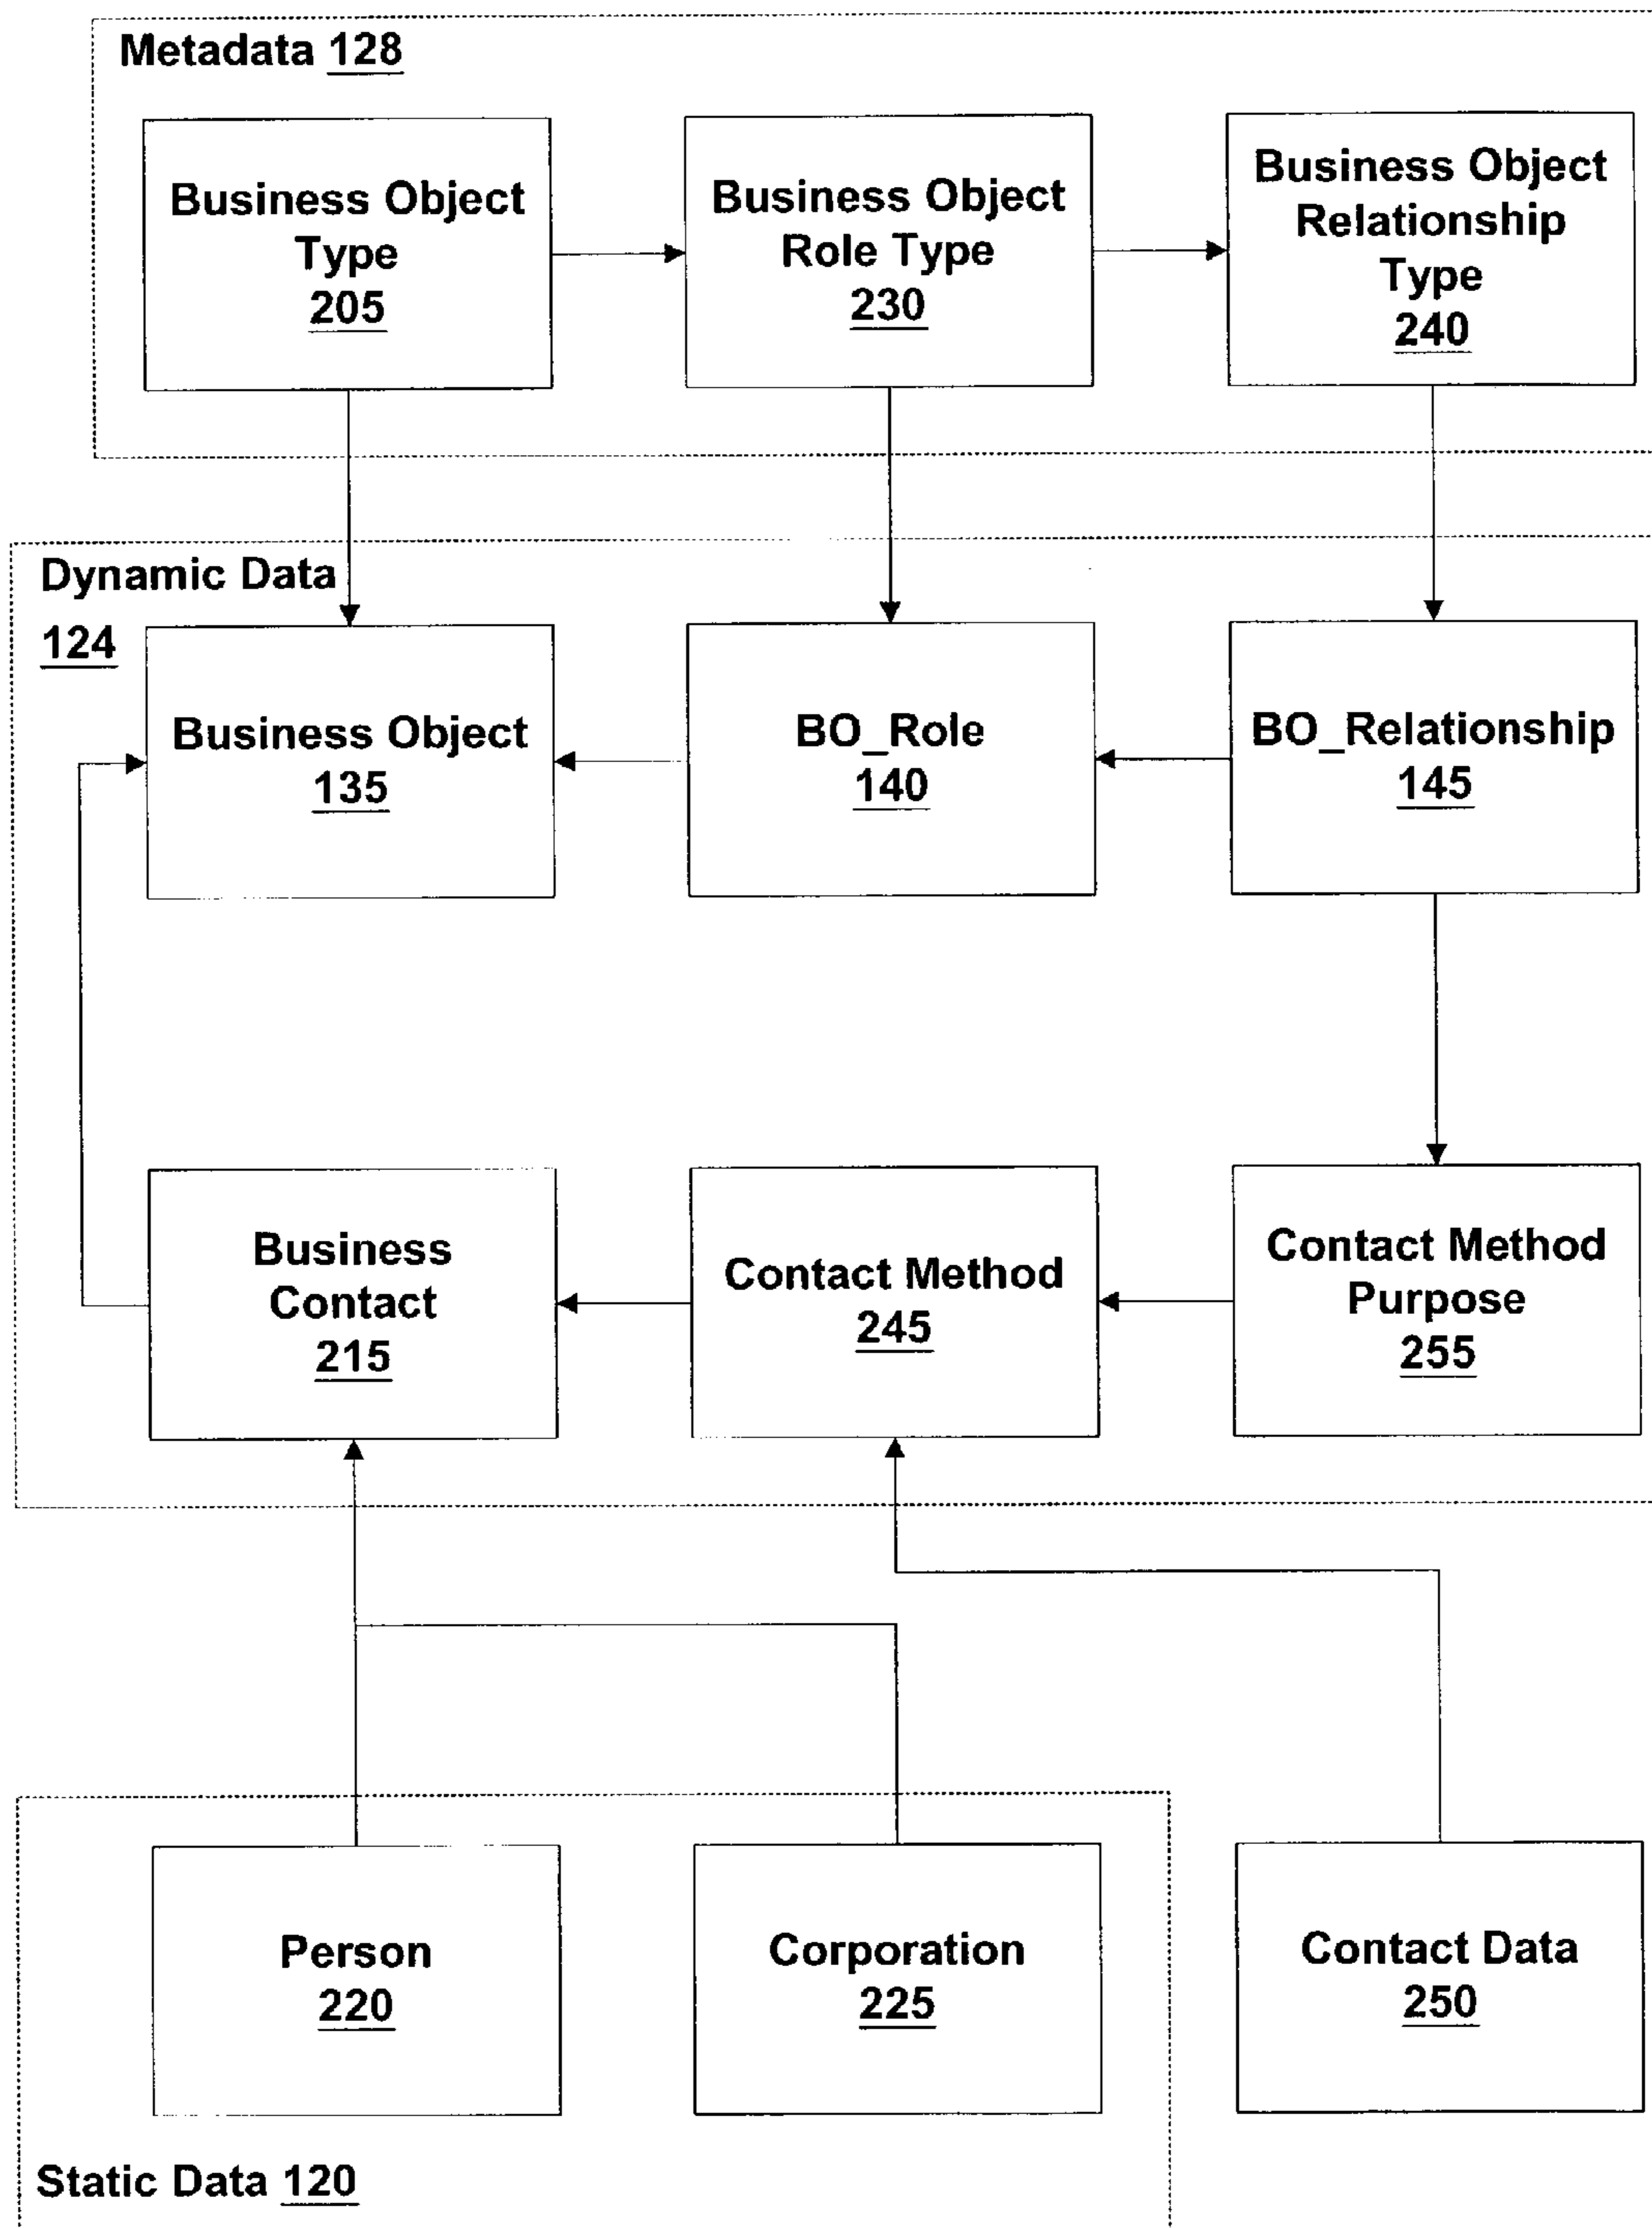 Metadata 128
Business Object
Type
205
Business Object
Role Type
230
Business Object
Relationship
Type
240
Dynamic Data
124
Business Object
135
BO_Role
140
BO_Relationship
145
Business
Contact
215
Contact Method
245
Contact Method
Purpose
255
Person
220
Corporation
225
Contact Data
250
Static Data 120